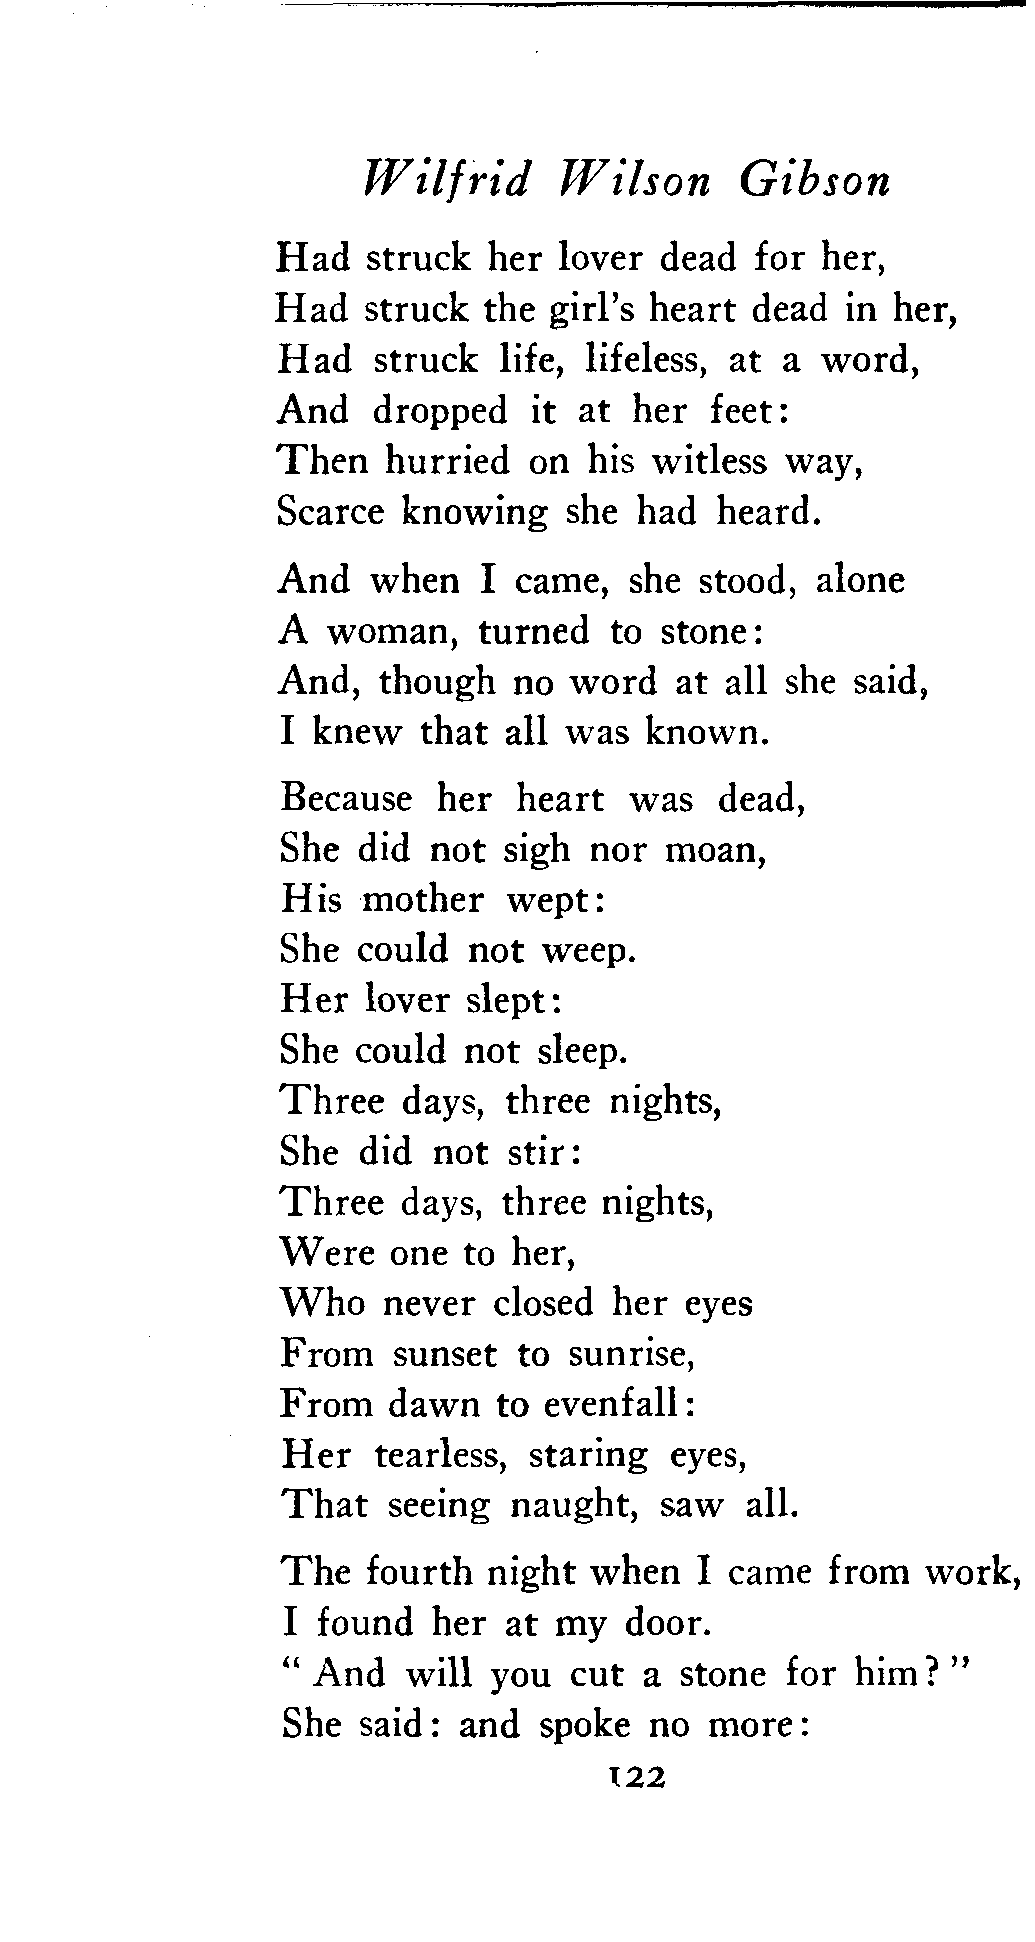 Wilfrid Wilson Gibson
Had struck her lover dead for her,
Had struck the girl's heart dead in her,
Had struck life, lifeless, at a word,
And dropped it at her feet:
Then hurried on his witless way,
Scarce knowing she had heard.
And when I came, she stood, alone
A woman, turned to stone:
And, though no word at all she said,
I knew that all was known.
Because her heart was dead,
She did not sigh nor moan,
His mother wept:
She could not weep.
Her lover slept:
She could not sleep.
Three days, three nights,
She did not stir:
Three days, three nights,
Were one to her,
Who never closed her eyes
From sunset to sunrise,
From dawn to evenfall:
Her tearless, staring eyes,
That seeing naught, saw all.
The fourth night when I came from work,
I found her at my door.
" And will you cut a stone for him? "
She said: and spoke no more:
122